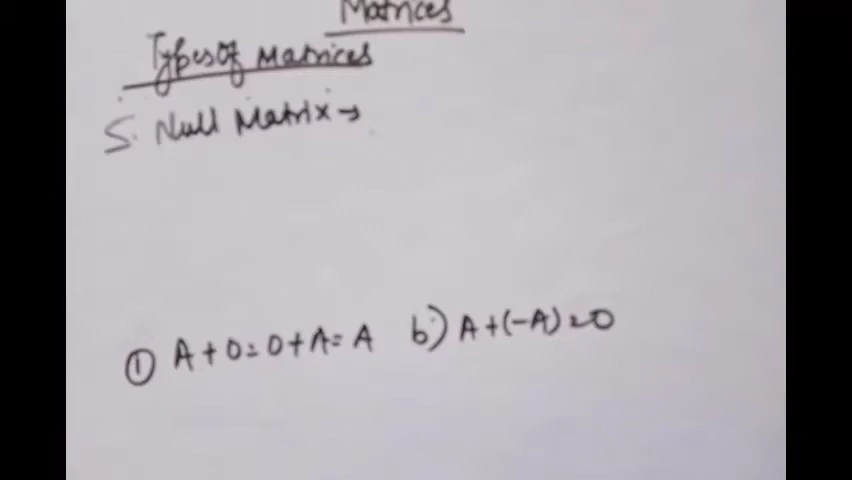 Matrices
Types of Matrices
5. Null Matrix →
① A + 0 = 0 + A = A b) A + (-A) = 0